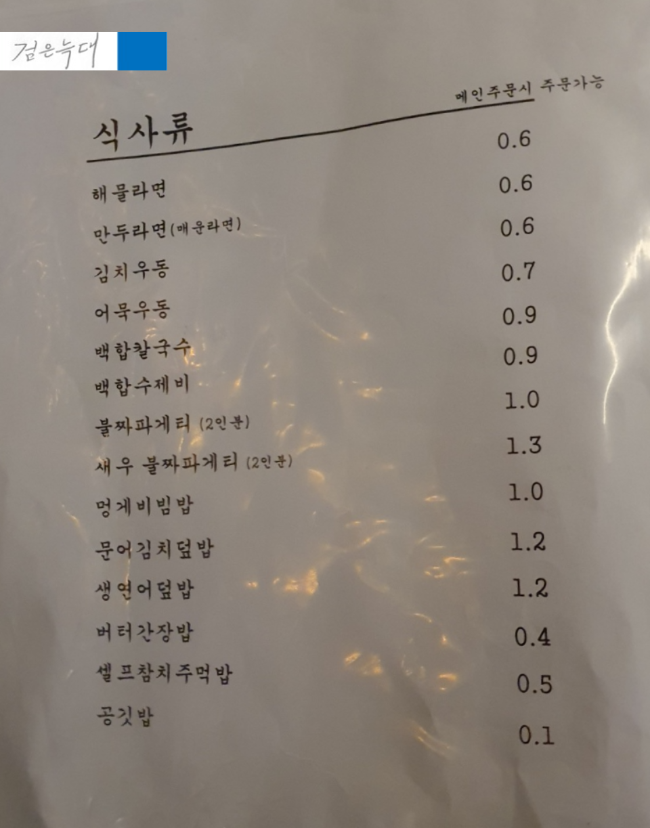 검은늑대
메인주문시 주문가능
식사류
해물라면 0.6
만두라면(매운라면) 0.6
김치우동 0.6
어묵우동 0.7
백합칼국수 0.9
백합수제비 0.9
불짜파게티 (2인분) 1.0
새우 불짜파게티 (2인분) 1.3
멍게비빔밥 1.0
문어김치덮밥 1.2
생연어덮밥 1.2
버터간장밥 0.4
셀프참치주먹밥 0.5
공깃밥 0.1